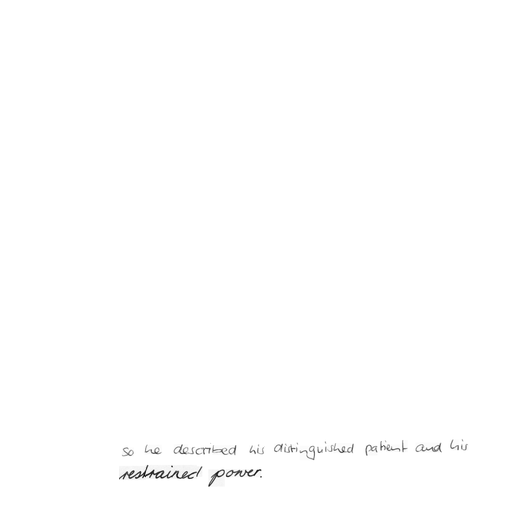 so he described his distinguished patient and his
restrained power.